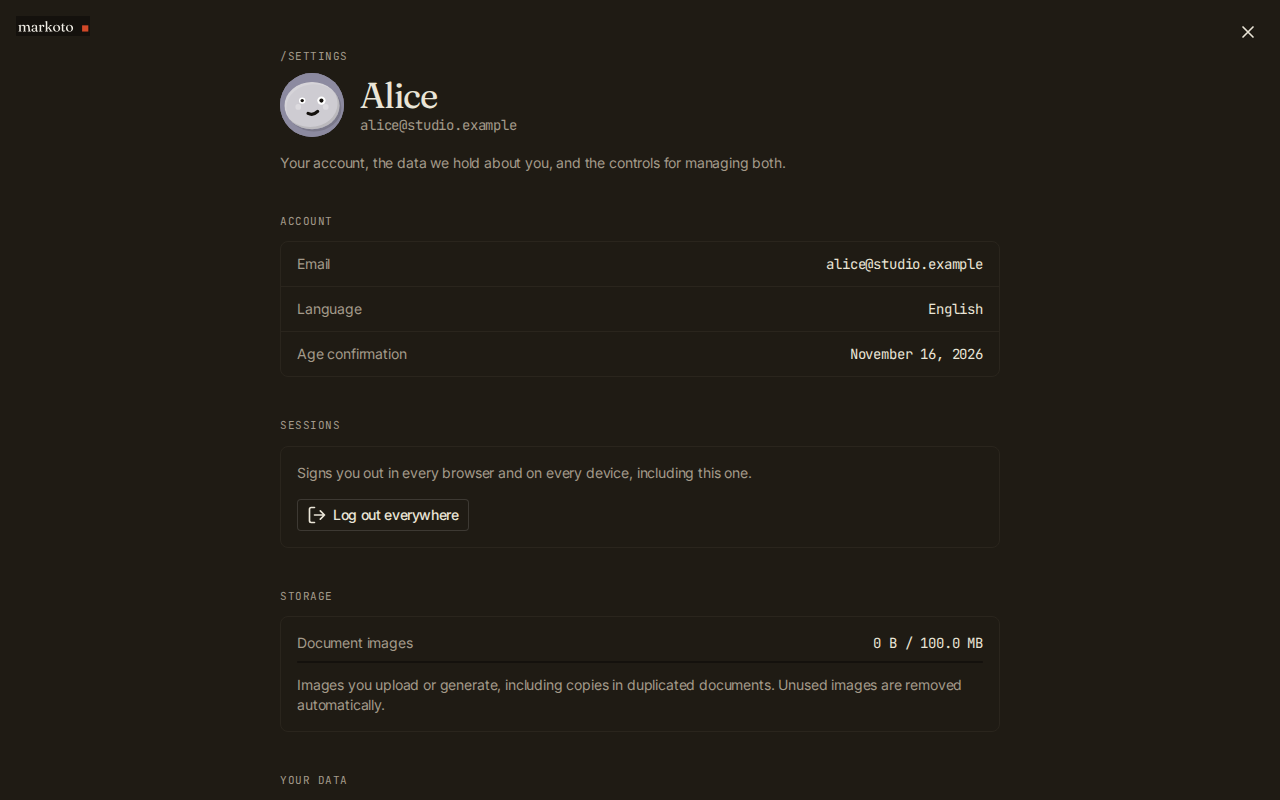 markoto
/SETTINGS
Alice
alice@studio.example
Your account, the data we hold about you, and the controls for managing both.
ACCOUNT
Email alice@studio.example
Language English
Age confirmation November 16, 2026
SESSIONS
Signs you out in every browser and on every device, including this one.
Log out everywhere
STORAGE
Document images 0 B / 100.0 MB
Images you upload or generate, including copies in duplicated documents. Unused images are removed
automatically.
YOUR DATA